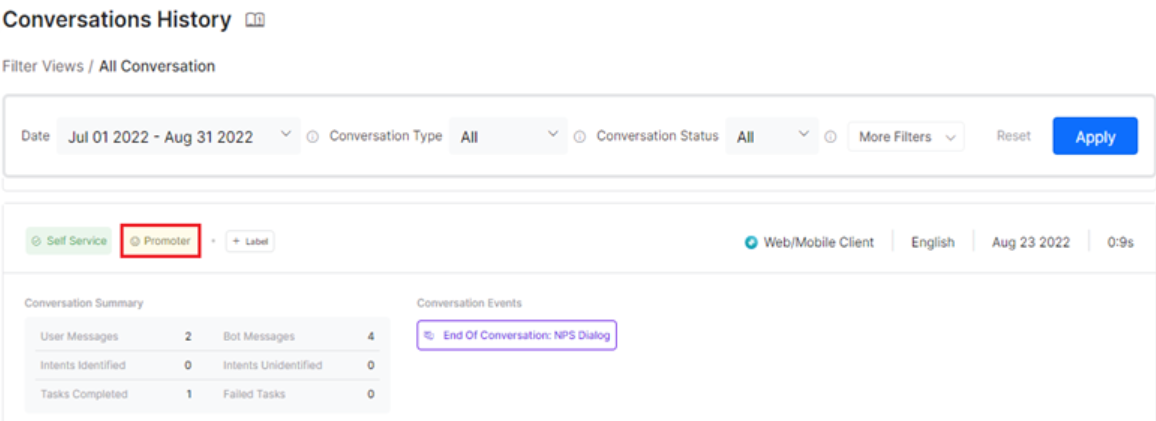 Conversations History
Filter Views / All Conversation
Date Jul 01 2022 - Aug 31 2022 Conversation Type All Conversation Status All More Filters Reset Apply
Self Service Promoter + Label Web/Mobile Client English Aug 23 2022 0:9s
Conversation Summary Conversation Events
User Messages 2 Bot Messages 4 End Of Conversation: NPS Dialog
Intents Identified 0 Intents Unidentified 0
Tasks Completed 1 Failed Tasks 0